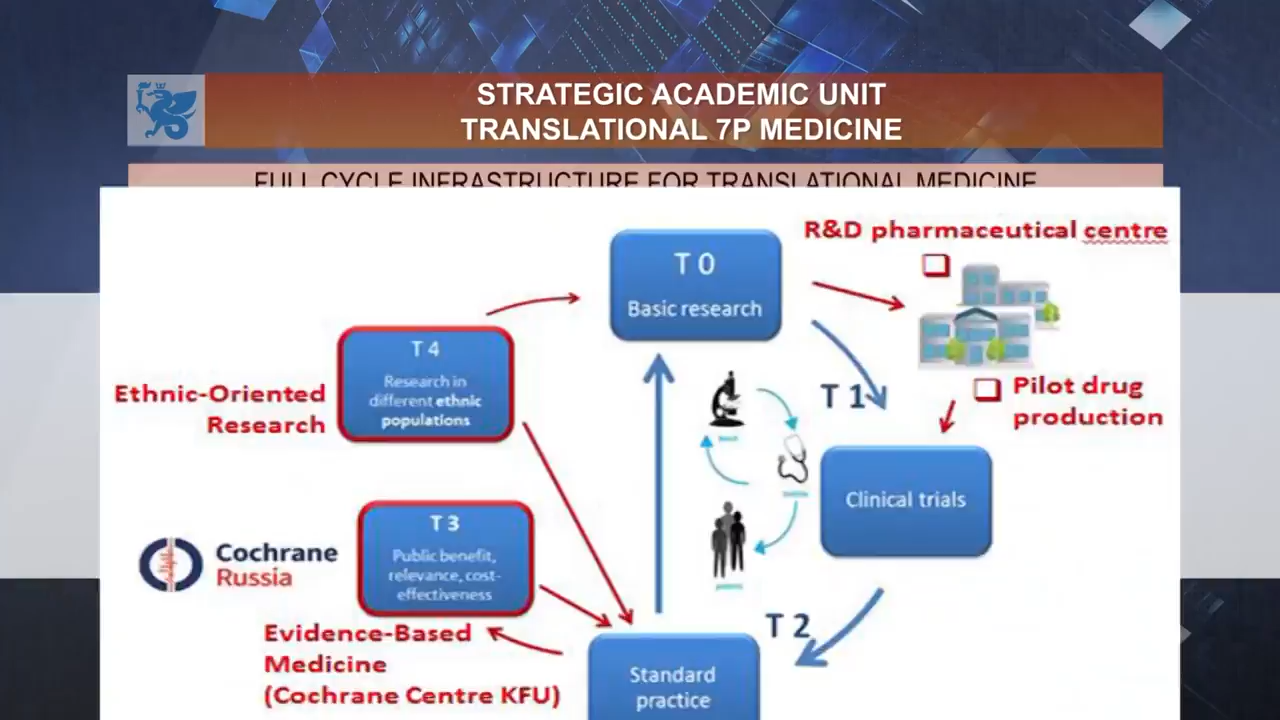 STRATEGIC ACADEMIC UNIT
TRANSLATIONAL 7P MEDICINE
FULL CYCLE INFRASTRUCTURE FOR TRANSLATIONAL MEDICINE
R&D pharmaceutical centre
T 0
Basic research
T 4
Research in
different ethnic
populations
Ethnic-Oriented
Research
T 1
Pilot drug
production
Clinical trials
T 3
Public benefit,
relevance, cost-
effectiveness
Cochrane
Russia
Evidence-Based
Medicine
(Cochrane Centre KFU)
T 2
Standard
practice